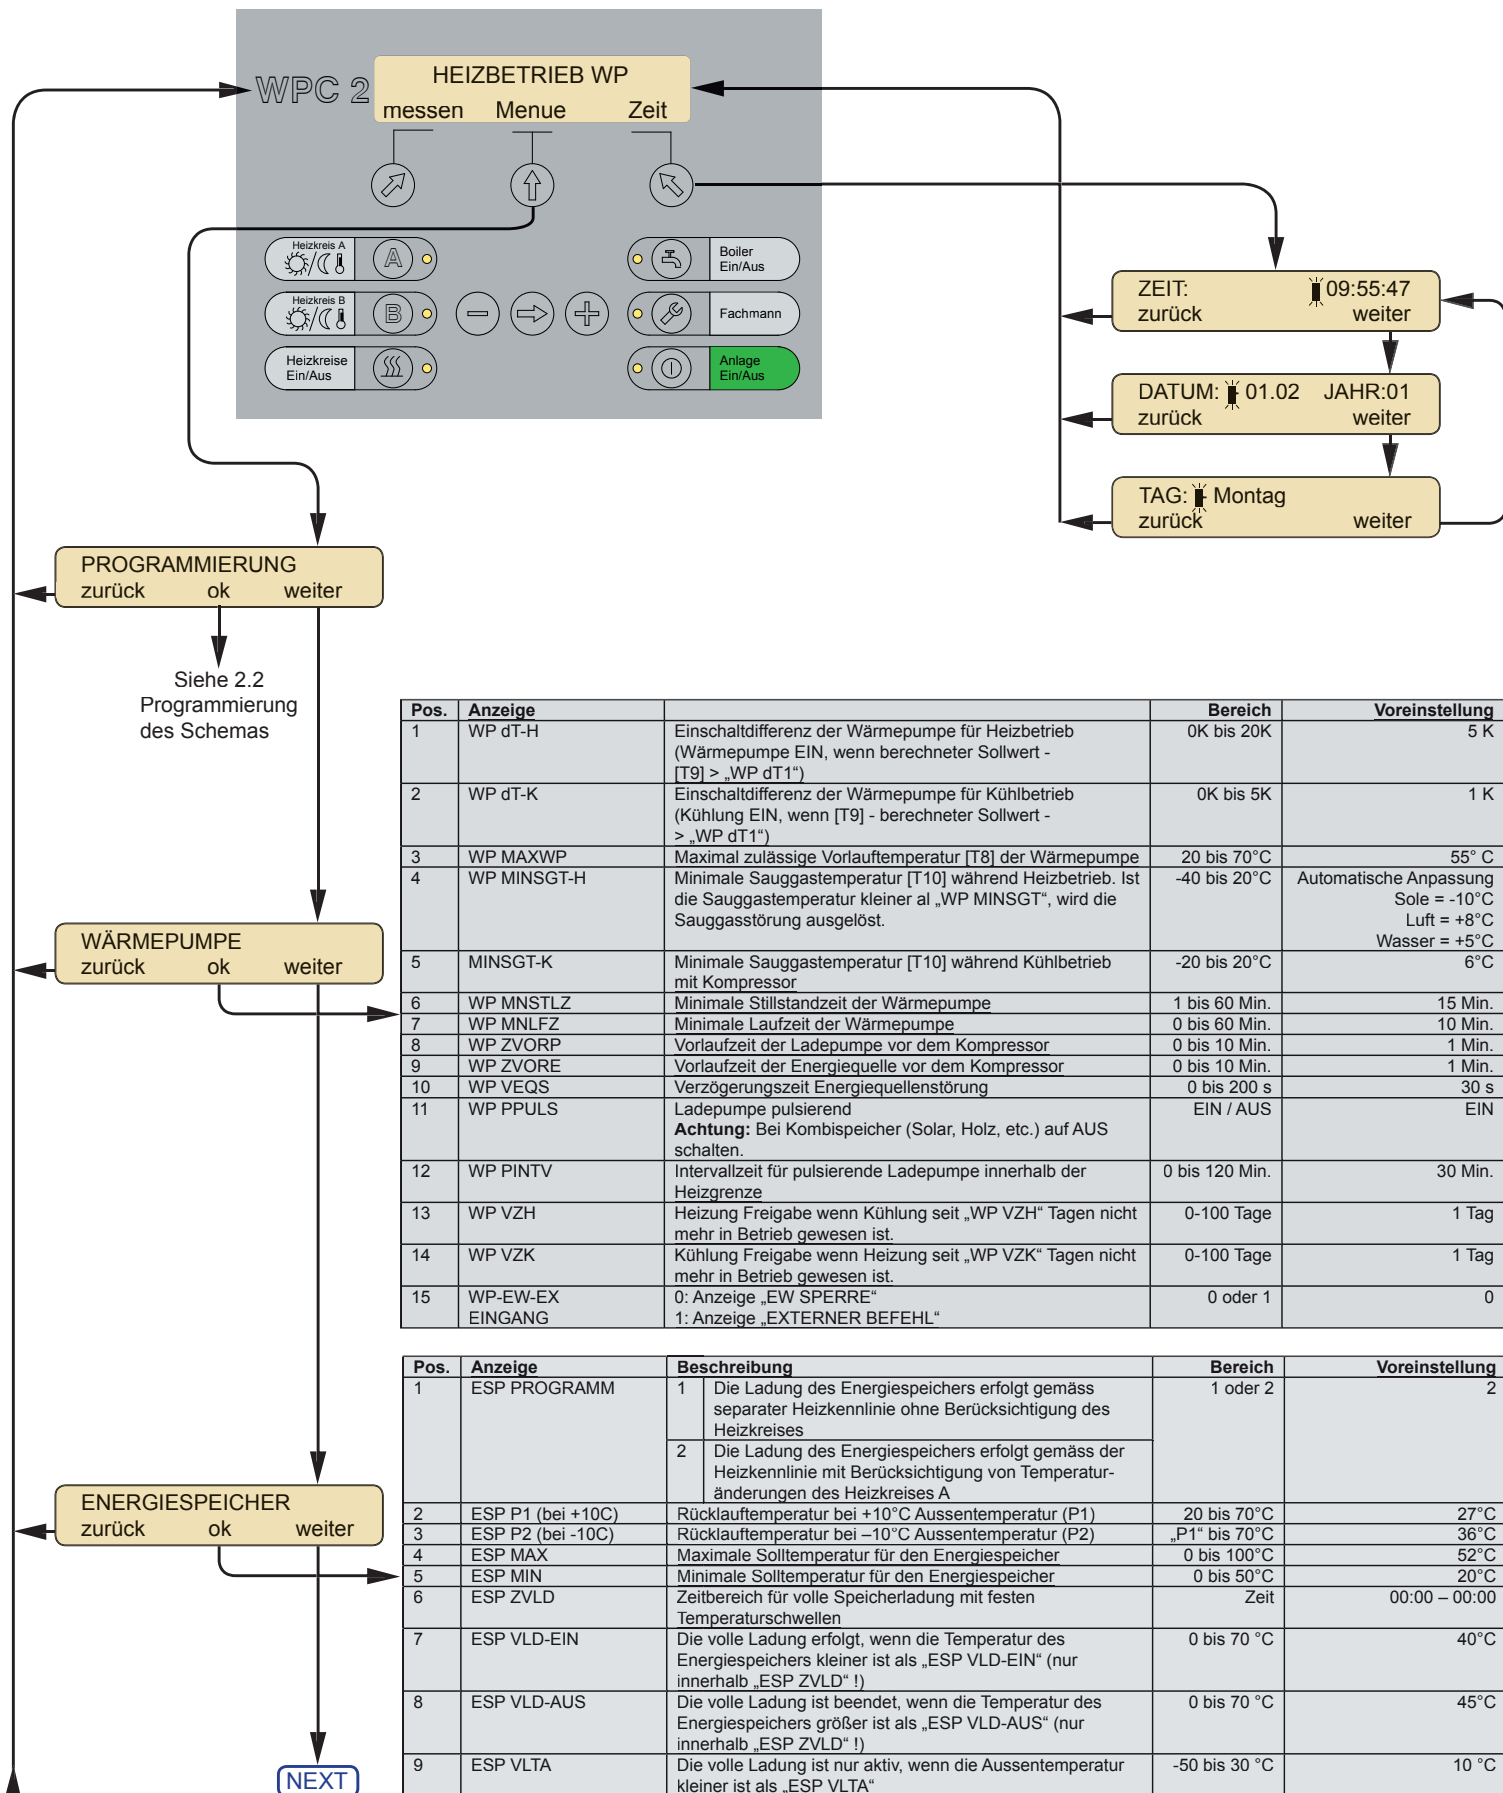 WPC 2
HEIZBETRIEB WP
messen Menue Zeit
Heizkreis A
A
Boiler
Ein/Aus
Heizkreis B
B
Fachmann
Heizkreise
Ein/Aus
Anlage
Ein/Aus
ZEIT: 09:55:47
zurück weiter
DATUM: 01.02 JAHR:01
zurück weiter
TAG: Montag
zurück weiter
PROGRAMMIERUNG
zurück ok weiter
Siehe 2.2
Programmierung
des Schemas
WÄRMEPUMPE
zurück ok weiter
Pos. Anzeige Bereich Voreinstellung
1 WP dT-H Einschaltdifferenz der Wärmepumpe für Heizbetrieb 0K bis 20K 5 K
(Wärmepumpe EIN, wenn berechneter Sollwert -
[T9] > „WP dT1“)
2 WP dT-K Einschaltdifferenz der Wärmepumpe für Kühlbetrieb 0K bis 5K 1 K
(Kühlung EIN, wenn [T9] - berechneter Sollwert -
> „WP dT1“)
3 WP MAXWP Maximal zulässige Vorlauftemperatur [T8] der Wärmepumpe 20 bis 70°C 55° C
4 WP MINSGT-H Minimale Sauggastemperatur [T10] während Heizbetrieb. Ist -40 bis 20°C Automatische Anpassung
die Sauggastemperatur kleiner al „WP MINSGT“, wird die Sole = -10°C
Sauggasstörung ausgelöst. Luft = +8°C
Wasser = +5°C
5 MINSGT-K Minimale Sauggastemperatur [T10] während Kühlbetrieb -20 bis 20°C 6°C
mit Kompressor
6 WP MNSTLZ Minimale Stillstandzeit der Wärmepumpe 1 bis 60 Min. 15 Min.
7 WP MNLFZ Minimale Laufzeit der Wärmepumpe 0 bis 60 Min. 10 Min.
8 WP ZVORP Vorlaufzeit der Ladepumpe vor dem Kompressor 0 bis 10 Min. 1 Min.
9 WP ZVORE Vorlaufzeit der Energiequelle vor dem Kompressor 0 bis 10 Min. 1 Min.
10 WP VEQS Verzögerungszeit Energiequellenstörung 0 bis 200 s 30 s
11 WP PPULS Ladepumpe pulsierend EIN / AUS EIN
Achtung: Bei Kombispeicher (Solar, Holz, etc.) auf AUS
schalten.
12 WP PINTV Intervallzeit für pulsierende Ladepumpe innerhalb der 0 bis 120 Min. 30 Min.
Heizgrenze
13 WP VZH Heizung Freigabe wenn Kühlung seit „WP VZH“ Tagen nicht 0-100 Tage 1 Tag
mehr in Betrieb gewesen ist.
14 WP VZK Kühlung Freigabe wenn Heizung seit „WP VZK“ Tagen nicht 0-100 Tage 1 Tag
mehr in Betrieb gewesen ist.
15 WP-EW-EX 0: Anzeige „EW SPERRE“ 0 oder 1 0
EINGANG 1: Anzeige „EXTERNER BEFEHL“
ENERGIESPEICHER
zurück ok weiter
Pos. Anzeige Beschreibung Bereich Voreinstellung
1 ESP PROGRAMM 1 Die Ladung des Energiespeichers erfolgt gemäss 1 oder 2 2
separater Heizkennlinie ohne Berücksichtigung des
Heizkreises
2 Die Ladung des Energiespeichers erfolgt gemäss der
Heizkennlinie mit Berücksichtigung von Temperatur-
änderungen des Heizkreises A
2 ESP P1 (bei +10C) Rücklauftemperatur bei +10°C Aussentemperatur (P1) 20 bis 70°C 27°C
3 ESP P2 (bei -10C) Rücklauftemperatur bei –10°C Aussentemperatur (P2) „P1“ bis 70°C 36°C
4 ESP MAX Maximale Solltemperatur für den Energiespeicher 0 bis 100°C 52°C
5 ESP MIN Minimale Solltemperatur für den Energiespeicher 0 bis 50°C 20°C
6 ESP ZVLD Zeitbereich für volle Speicherladung mit festen Zeit 00:00 – 00:00
Temperaturschwellen
7 ESP VLD-EIN Die volle Ladung erfolgt, wenn die Temperatur des 0 bis 70 °C 40°C
Energiespeichers kleiner ist als „ESP VLD-EIN“ (nur
innerhalb „ESP ZVLD“ !)
8 ESP VLD-AUS Die volle Ladung ist beendet, wenn die Temperatur des 0 bis 70 °C 45°C
Energiespeichers größer ist als „ESP VLD-AUS“ (nur
innerhalb „ESP ZVLD“ !)
9 ESP VLTA Die volle Ladung ist nur aktiv, wenn die Aussentemperatur -50 bis 30 °C 10 °C
kleiner ist als „ESP VLTA“
NEXT